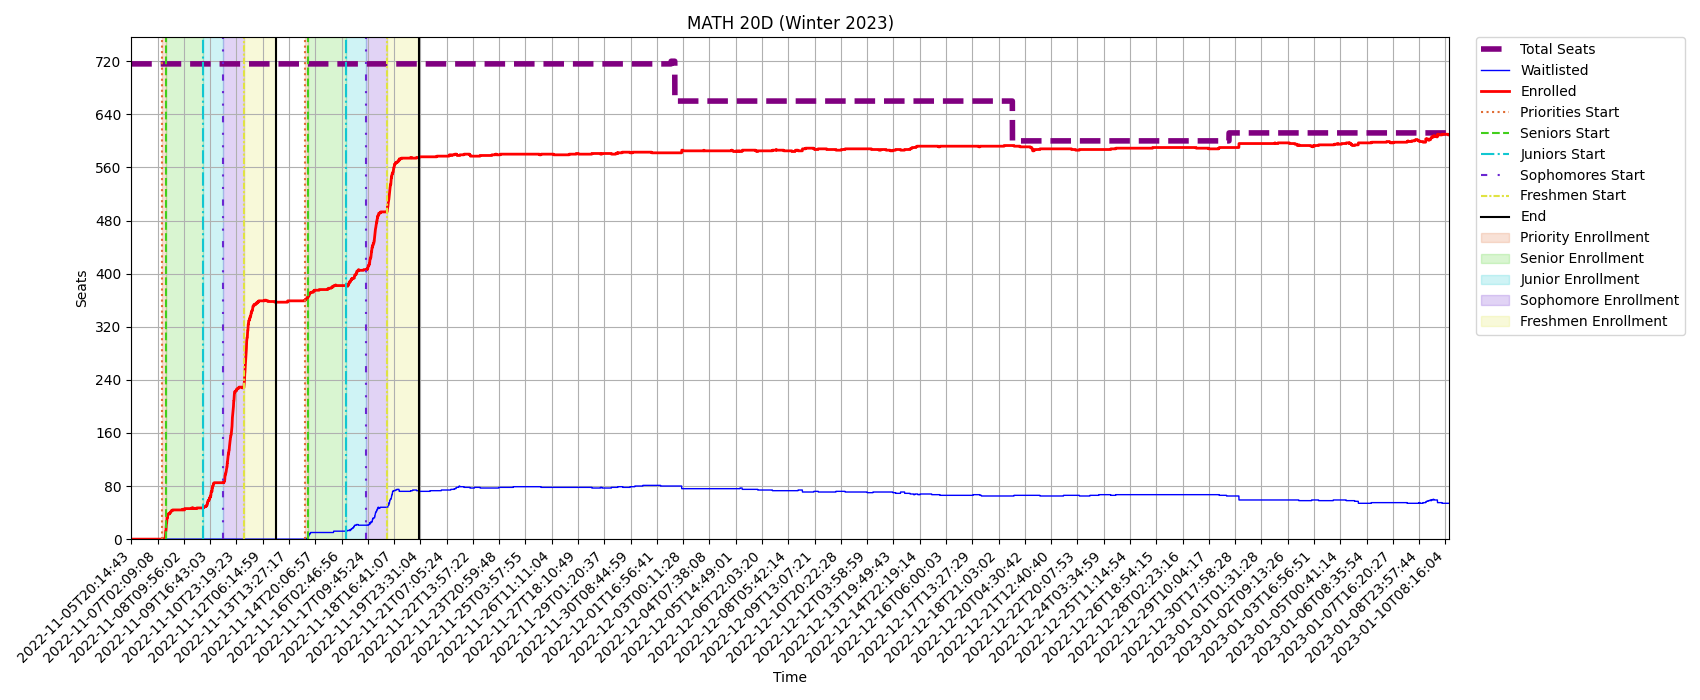 MATH 20D (Winter 2023)
Seats
720
640
560
480
400
320
240
160
80
0
2022-11-05T20:14:43
2022-11-07T02:09:08
2022-11-08T09:56:02
2022-11-09T16:43:03
2022-11-10T23:19:23
2022-11-12T06:14:59
2022-11-13T13:27:17
2022-11-14T20:06:57
2022-11-16T02:46:56
2022-11-17T09:45:24
2022-11-18T16:41:07
2022-11-19T23:31:04
2022-11-21T07:05:24
2022-11-22T13:57:22
2022-11-23T20:59:48
2022-11-25T03:57:55
2022-11-26T11:11:04
2022-11-27T18:10:49
2022-11-29T01:20:37
2022-11-30T08:44:59
2022-12-01T16:56:41
2022-12-03T00:11:28
2022-12-04T07:38:08
2022-12-05T14:49:01
2022-12-06T22:03:20
2022-12-08T05:42:14
2022-12-09T13:07:21
2022-12-10T20:22:28
2022-12-12T03:58:59
2022-12-13T19:49:43
2022-12-14T22:19:14
2022-12-16T06:00:03
2022-12-17T13:27:29
2022-12-18T21:03:02
2022-12-20T04:30:42
2022-12-21T12:40:40
2022-12-22T20:07:53
2022-12-24T03:34:59
2022-12-25T11:14:54
2022-12-26T18:54:15
2022-12-28T02:23:16
2022-12-29T10:04:17
2022-12-30T17:58:28
2023-01-01T01:31:28
2023-01-02T09:13:26
2023-01-03T16:56:51
2023-01-05T00:41:14
2023-01-06T08:35:54
2023-01-07T16:20:27
2023-01-08T23:57:44
2023-01-10T08:16:04
Time
Total Seats
Waitlisted
Enrolled
Priorities Start
Seniors Start
Juniors Start
Sophomores Start
Freshmen Start
End
Priority Enrollment
Senior Enrollment
Junior Enrollment
Sophomore Enrollment
Freshmen Enrollment